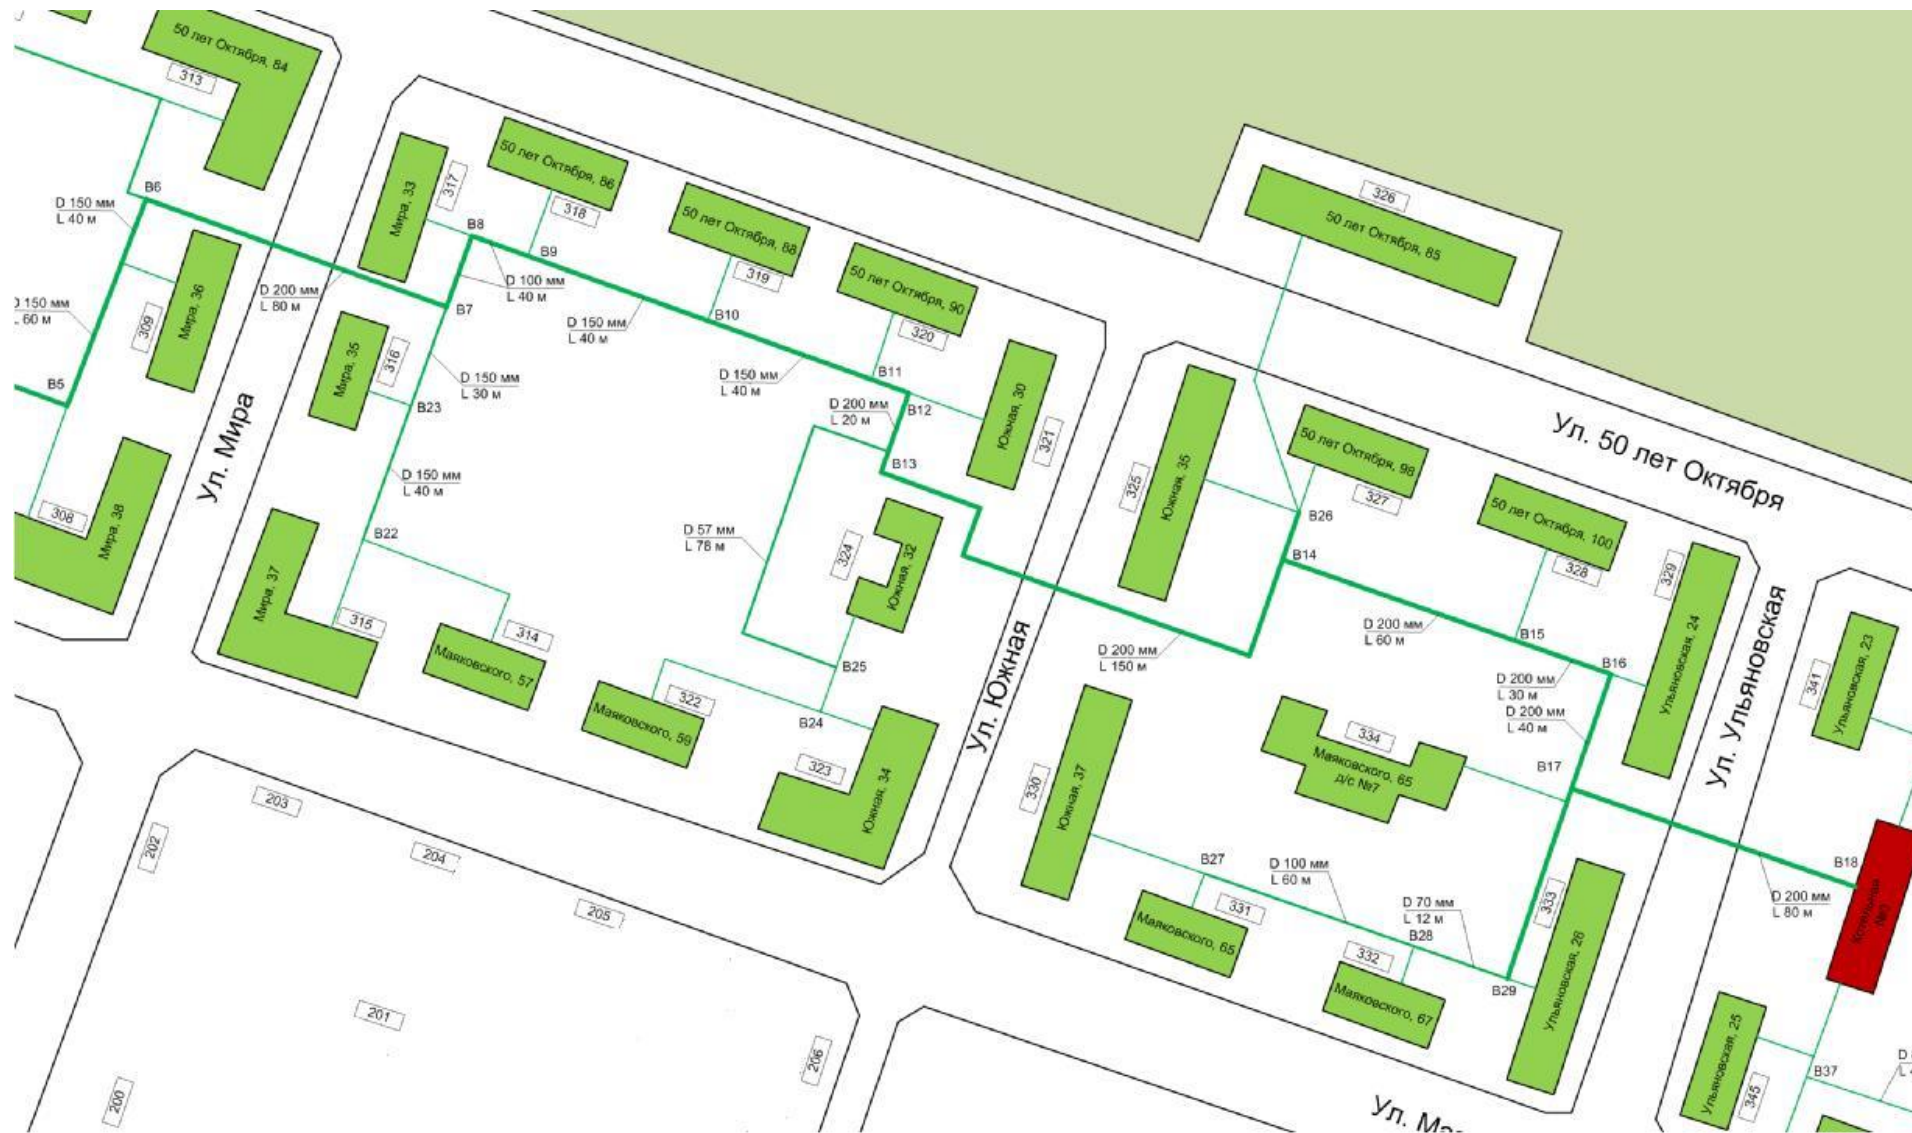 50 лет Октября, 84
313
В6
D 150 мм
L 40 м
Мира, 36
309
D 150 мм
L 60 м
В5
308
Мира, 38
Ул. Мира
D 200 мм
L 80 м
Мира, 33
317
В8
50 лет Октября, 86
318
В9
D 100 мм
L 40 м
В7
50 лет Октября, 88
319
D 150 мм
L 40 м
В10
50 лет Октября, 90
320
D 150 мм
L 40 м
В11
В12
Южная, 30
321
D 200 мм
L 20 м
В13
Мира, 35
316
D 150 мм
L 30 м
В23
D 150 мм
L 40 м
В22
Мира, 37
315
314
Маяковского, 57
D 57 мм
L 78 м
324
Южная, 32
В25
322
Маяковского, 59
В24
323
Южная, 34
Ул. Южная
326
50 лет Октября, 85
Ул. 50 лет Октября
325
Южная, 35
50 лет Октября, 98
327
В26
В14
50 лет Октября, 100
328
329
Ульяновская, 24
D 200 мм
L 60 м
В15
В16
D 200 мм
L 150 м
D 200 мм
L 30 м
D 200 мм
L 40 м
В17
334
Маяковского, 65
д/с №7
330
Южная, 37
В27
D 100 мм
L 60 м
331
Маяковского, 65
D 70 мм
L 12 м
В28
332
Маяковского, 67
В29
333
Ульяновская, 26
Ул. Ульяновская
341
Ульяновская, 23
В18
D 200 мм
L 80 м
Котельная
Ульяновская, 25
345
В37
D
L
203
202
204
205
201
200
206